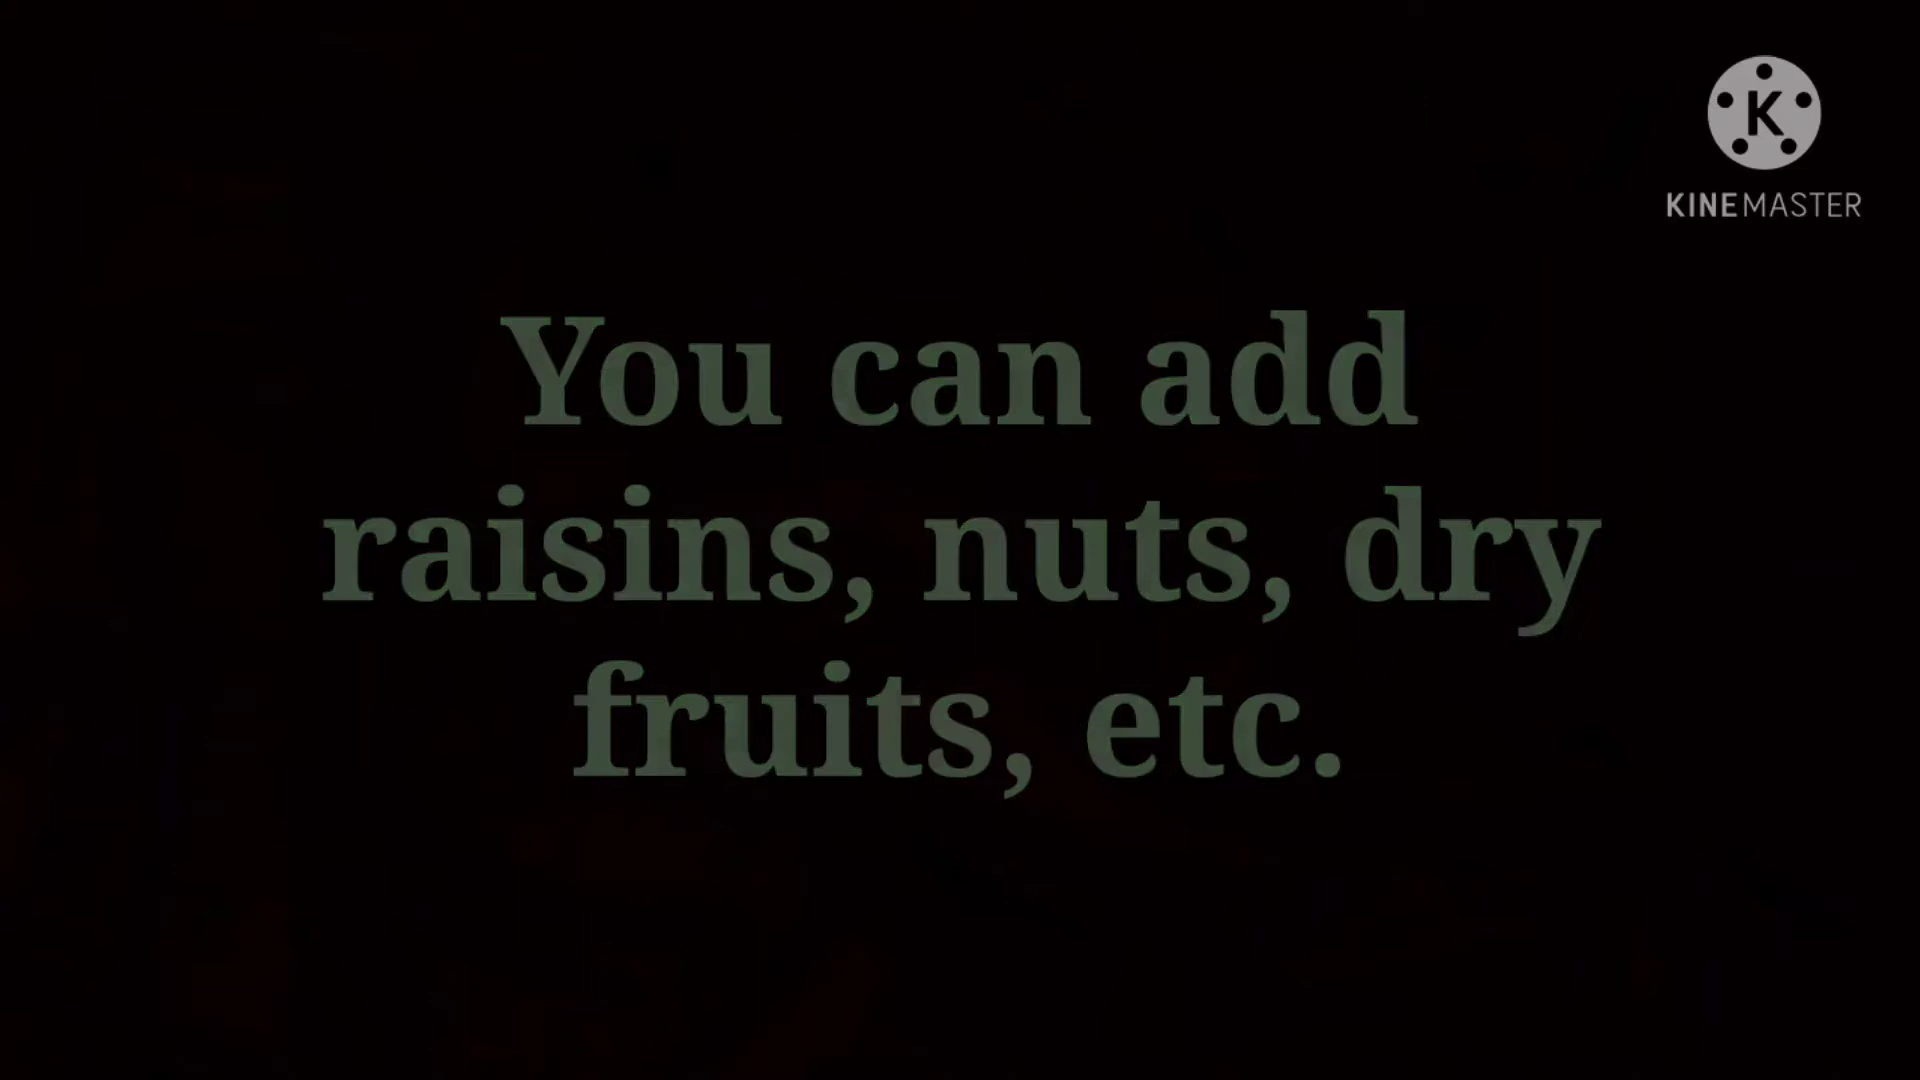 K
KINEMASTER
You can add
raisins, nuts, dry
fruits, etc.